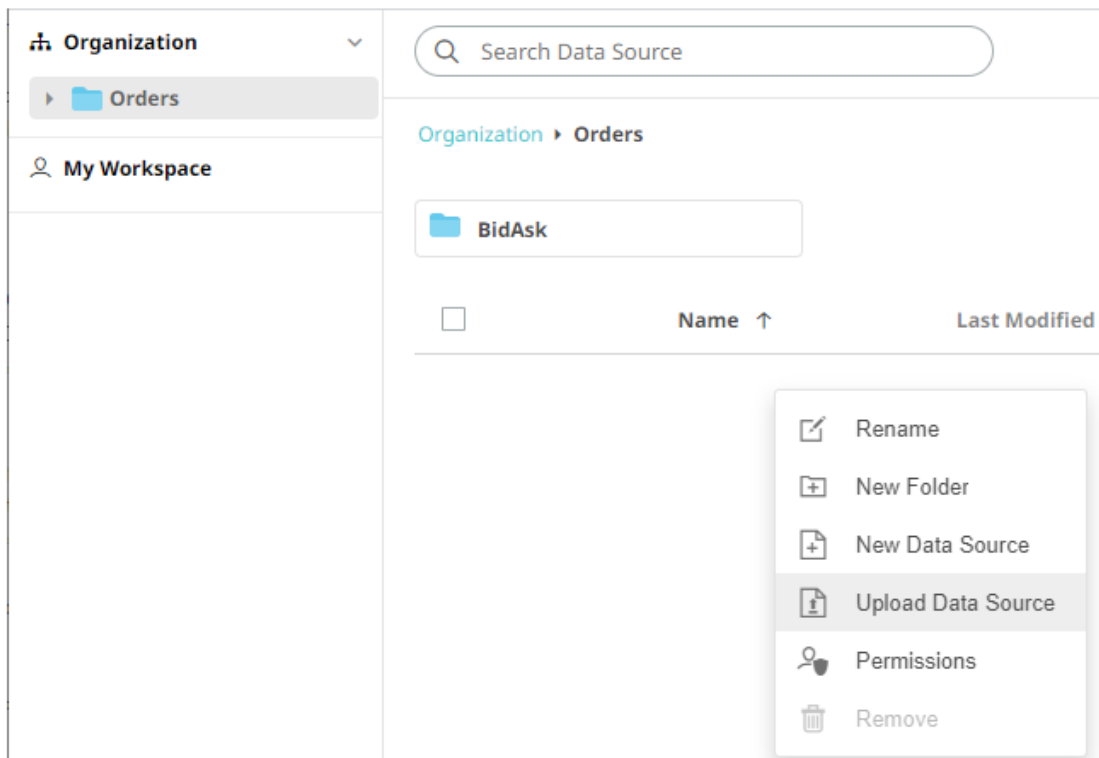 Organization
Orders
My Workspace
Search Data Source
Organization Orders
BidAsk
Name Last Modified
Rename
New Folder
New Data Source
Upload Data Source
Permissions
Remove